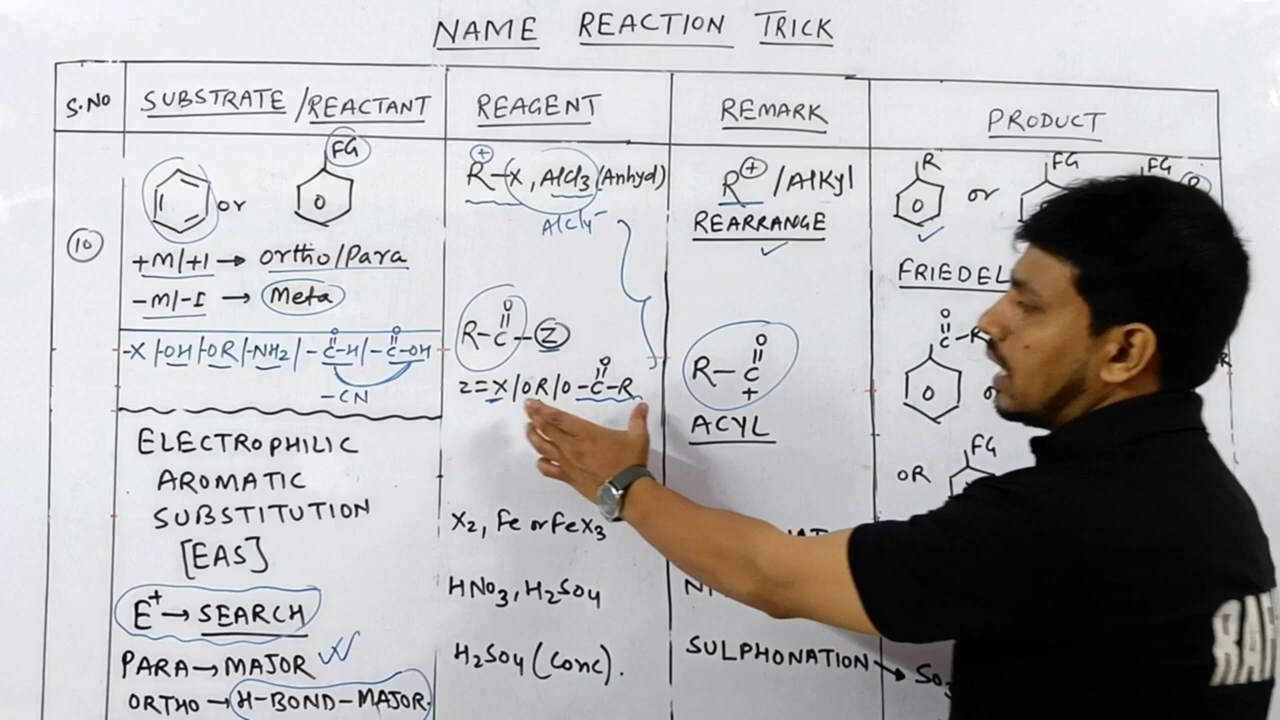 NAME REACTION TRICK
S.No
SUBSTRATE / REACTANT
REAGENT
REMARK
PRODUCT
10
or
FG
+M/+I → ortho/Para
-M/-I → Meta
-X |-OH |-OR |-NH2 | -C-H | -C-OH
O O
-CN
ELECTROPHILIC
AROMATIC
SUBSTITUTION
[EAS]
E+ → SEARCH
PARA → MAJOR
ORTHO → H-BOND-MAJOR.
R-X, AlCl3 (Anhyd)
⊕
AlCl4-
O
R-C-Z
O
Z = X/OR/O-C-R
X2, Fe or FeX3
HNO3, H2SO4
H2SO4 (Conc).
R⊕ /Alkyl
REARRANGE
O
R-C
+
ACYL
SULPHONATION → SO3
R or FG FG R
FRIEDEL
O
C-R
OR FG